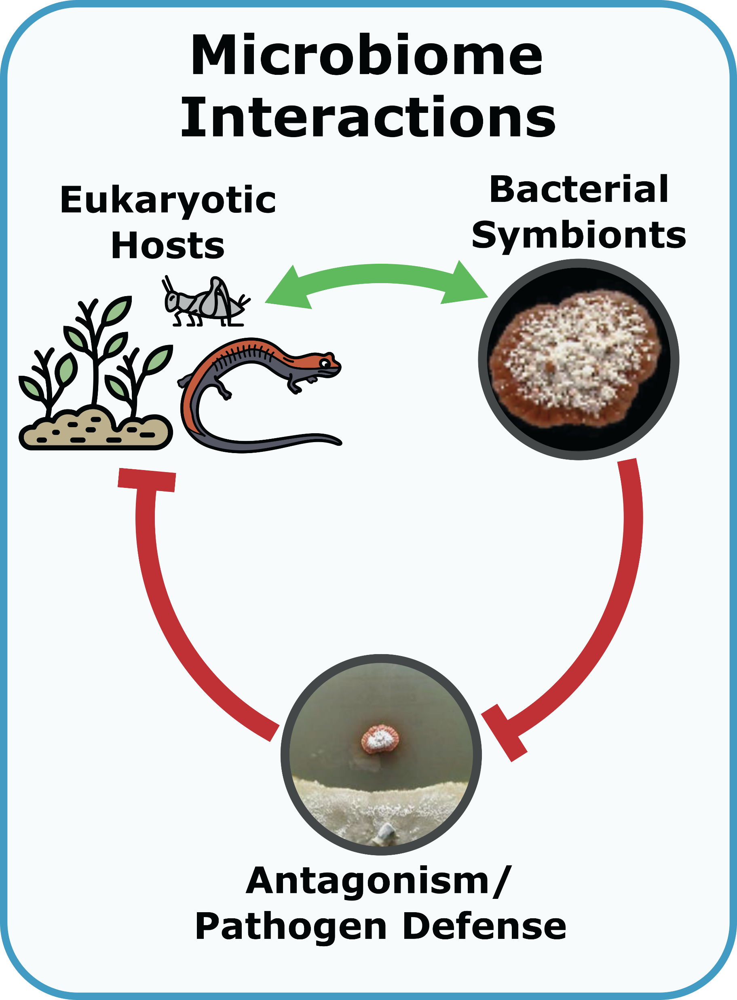 Microbiome
Interactions
Eukaryotic
Hosts
Bacterial
Symbionts
Antagonism/
Pathogen Defense